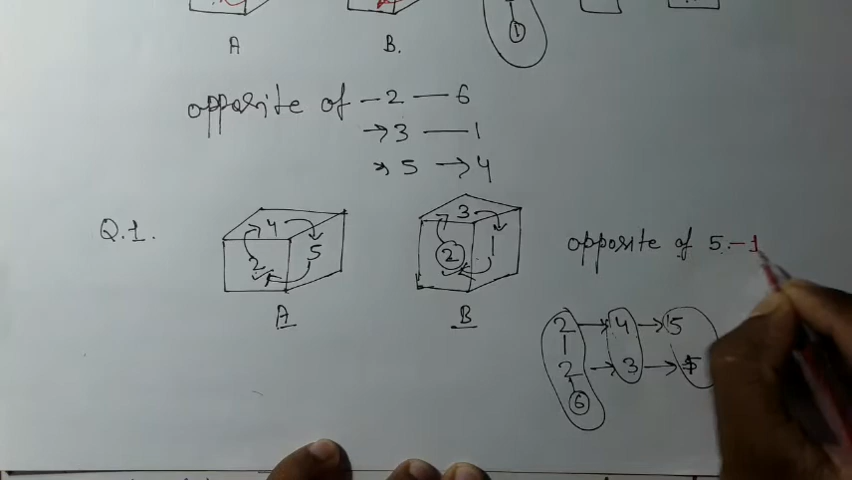 1
A B.
opposite of - 2 — 6
→ 3 — 1
→ 5 → 4
Q.1.
4 5 2
A
3 1 2
B
opposite of 5 - 1
2 → 4 → 5
2 → 3 →
6